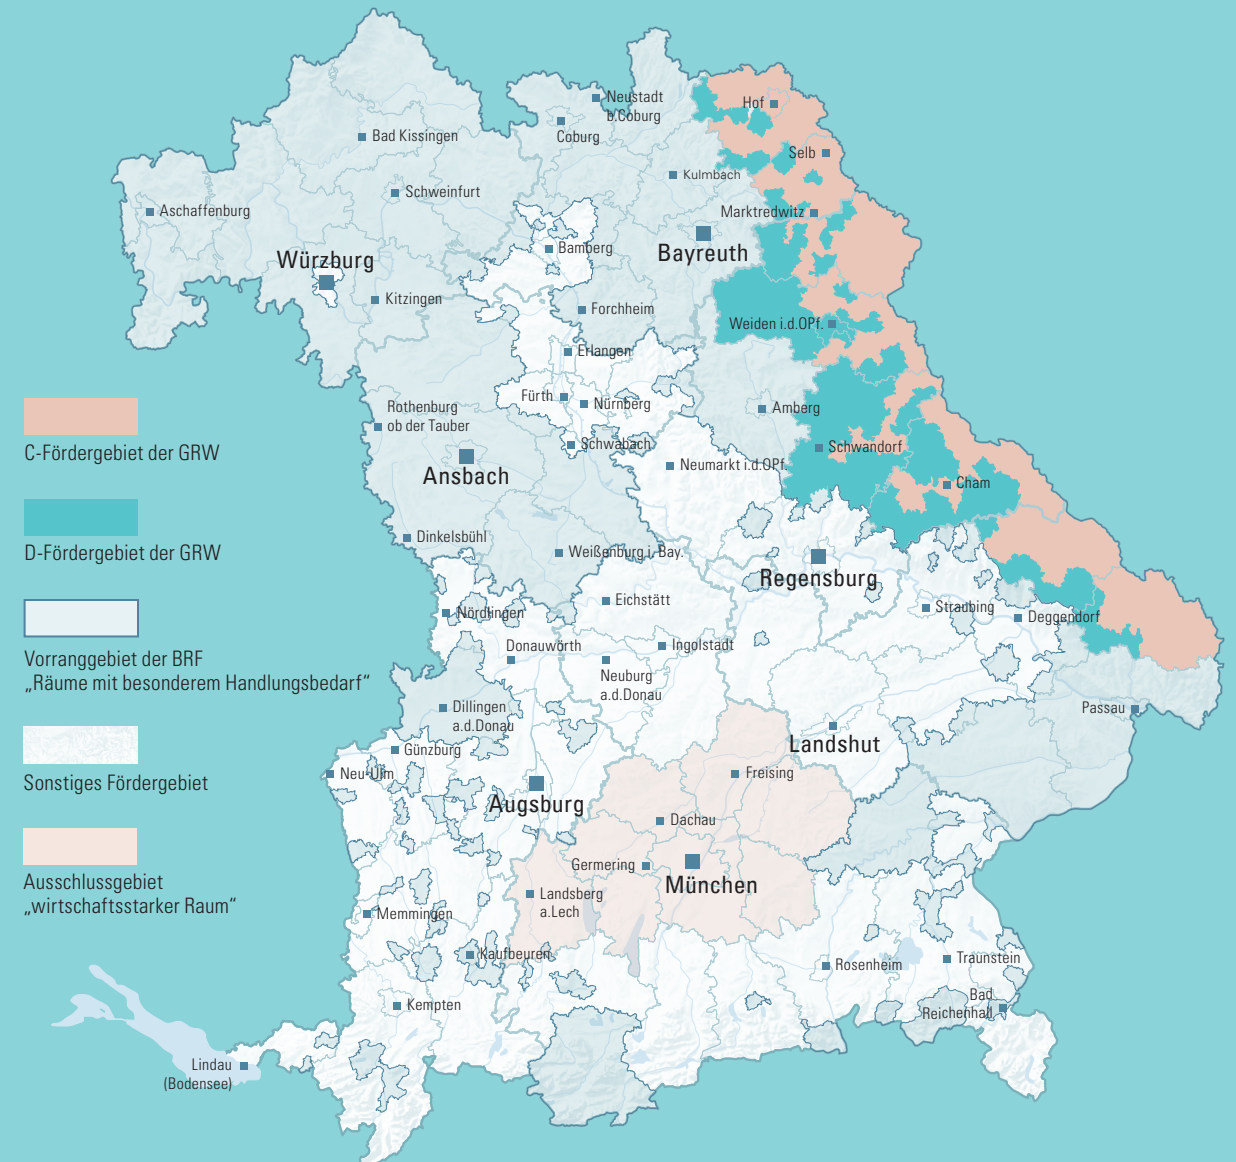 Neustadt
b.Coburg
Coburg
Hof
Selb
Bad Kissingen
Kulmbach
Schweinfurt
Aschaffenburg
Marktredwitz
Bamberg
Bayreuth
Würzburg
Kitzingen
Forchheim
Weiden i.d.OPf.
Erlangen
Fürth
Nürnberg
Rothenburg
ob der Tauber
Amberg
Schwabach
Schwandorf
Ansbach
Neumarkt i.d.OPf.
Cham
Dinkelsbühl
Weißenburg i. Bay.
Regensburg
Eichstätt
Straubing
Nördlingen
Deggendorf
Donauwörth
Ingolstadt
Neuburg
a.d.Donau
Dillingen
a.d.Donau
Passau
Landshut
Günzburg
Neu-Ulm
Freising
Augsburg
Dachau
Germering
München
Landsberg
a.Lech
Memmingen
Kaufbeuren
Rosenheim
Traunstein
Bad
Reichenhall
Kempten
Lindau
(Bodensee)
C-Fördergebiet der GRW
D-Fördergebiet der GRW
Vorranggebiet der BRF
„Räume mit besonderem Handlungsbedarf“
Sonstiges Fördergebiet
Ausschlussgebiet
„wirtschaftsstarker Raum“